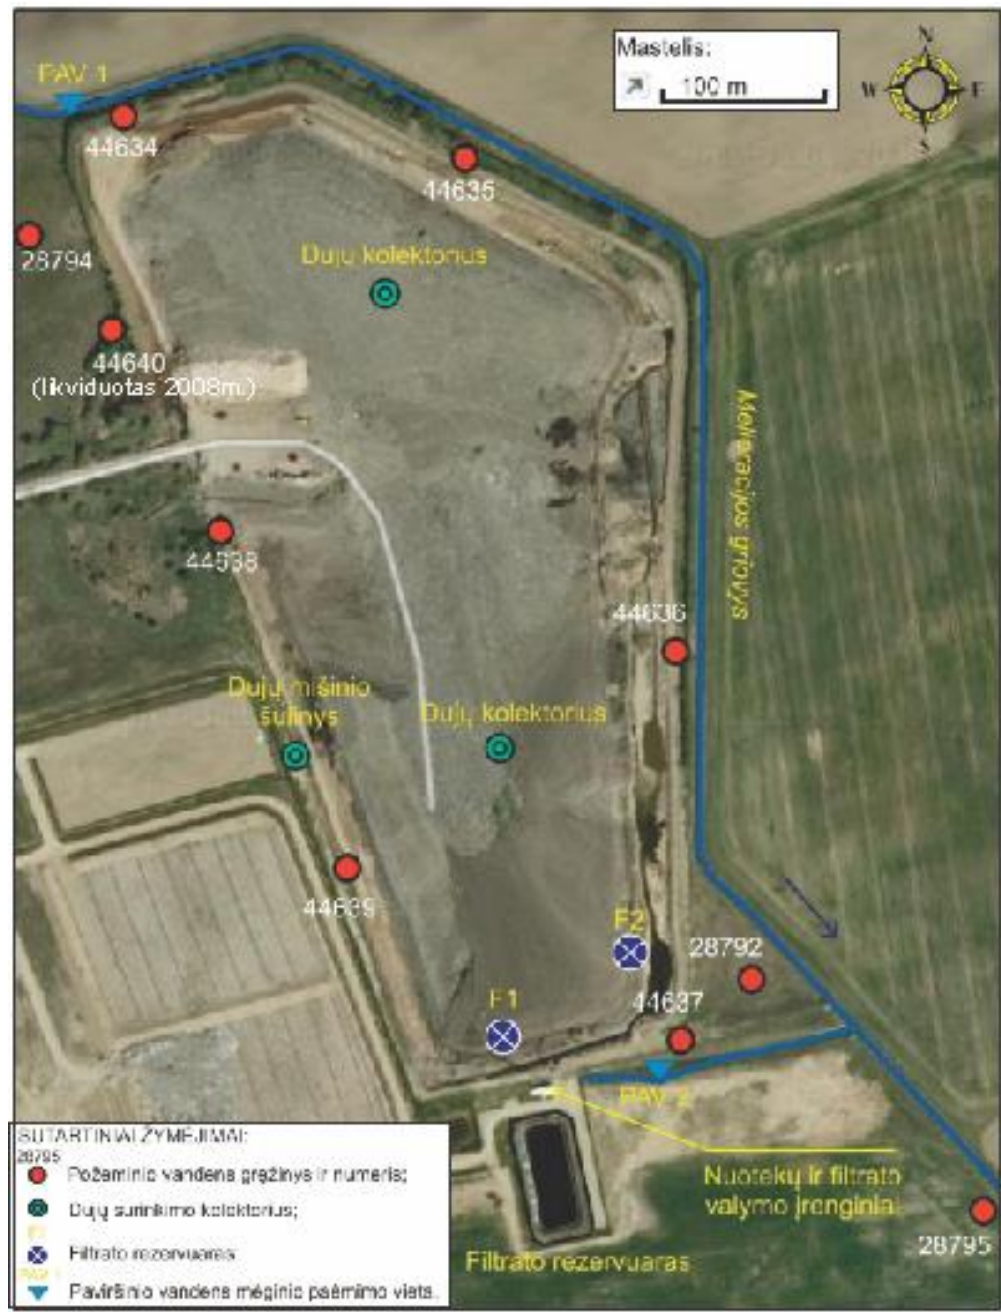 Mastelis:
100 m
N
W
E
S
PAV 1
44634
44635
28794
Dujų kolektorius
44640
(likviduotas 2008m.)
Melioracijos griovys
44638
44636
Dujų mišinio
šulinys
Dujų kolektorius
44639
F2
28792
F1
44637
PAV 2
Nuotekų ir filtrato
valymo įrenginiai
Filtrato rezervuaras
28795
SUTARTINIAI ŽYMĖJIMAI:
28795
Požeminio vandens gręžinys ir numeris;
Dujų surinkimo kolektorius;
Filtrato rezervuaras
PAV 1
Paviršinio vandens mėginio paėmimo vieta.